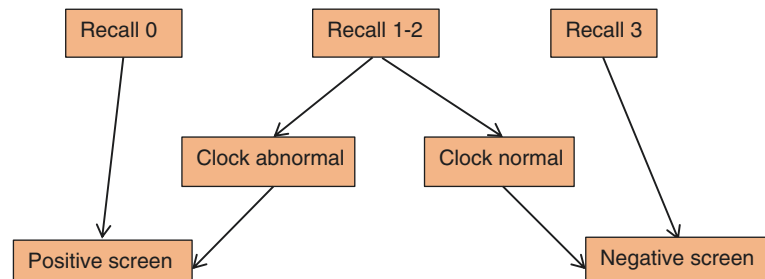 Recall 0
Recall 1-2
Recall 3
Clock abnormal
Clock normal
Positive screen
Negative screen